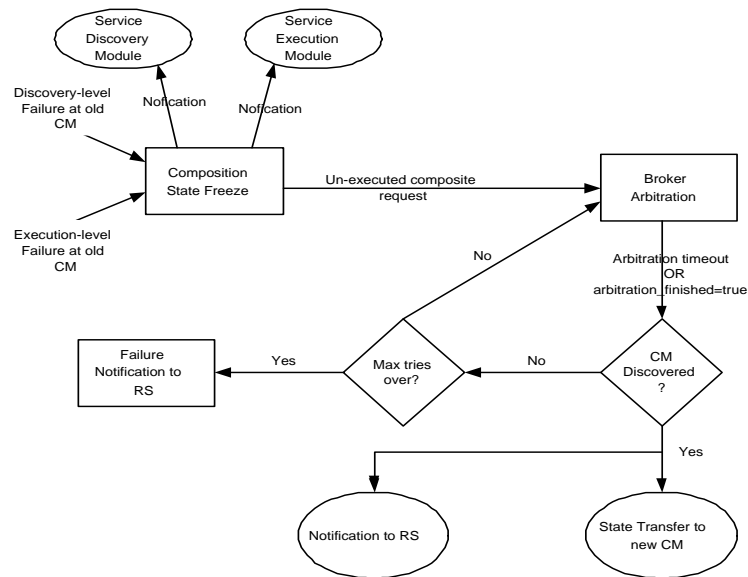 Service
Discovery
Module
Service
Execution
Module
Nofication
Nofication
Discovery-level
Failure at old
CM
Composition
State Freeze
Un-executed composite
request
Broker
Arbitration
Execution-level
Failure at old
CM
No
Arbitration timeout
OR
arbitration_finished=true
Failure
Notification to
RS
Yes
Max tries
over?
No
CM
Discovered
?
Yes
Notification to RS
State Transfer to
new CM